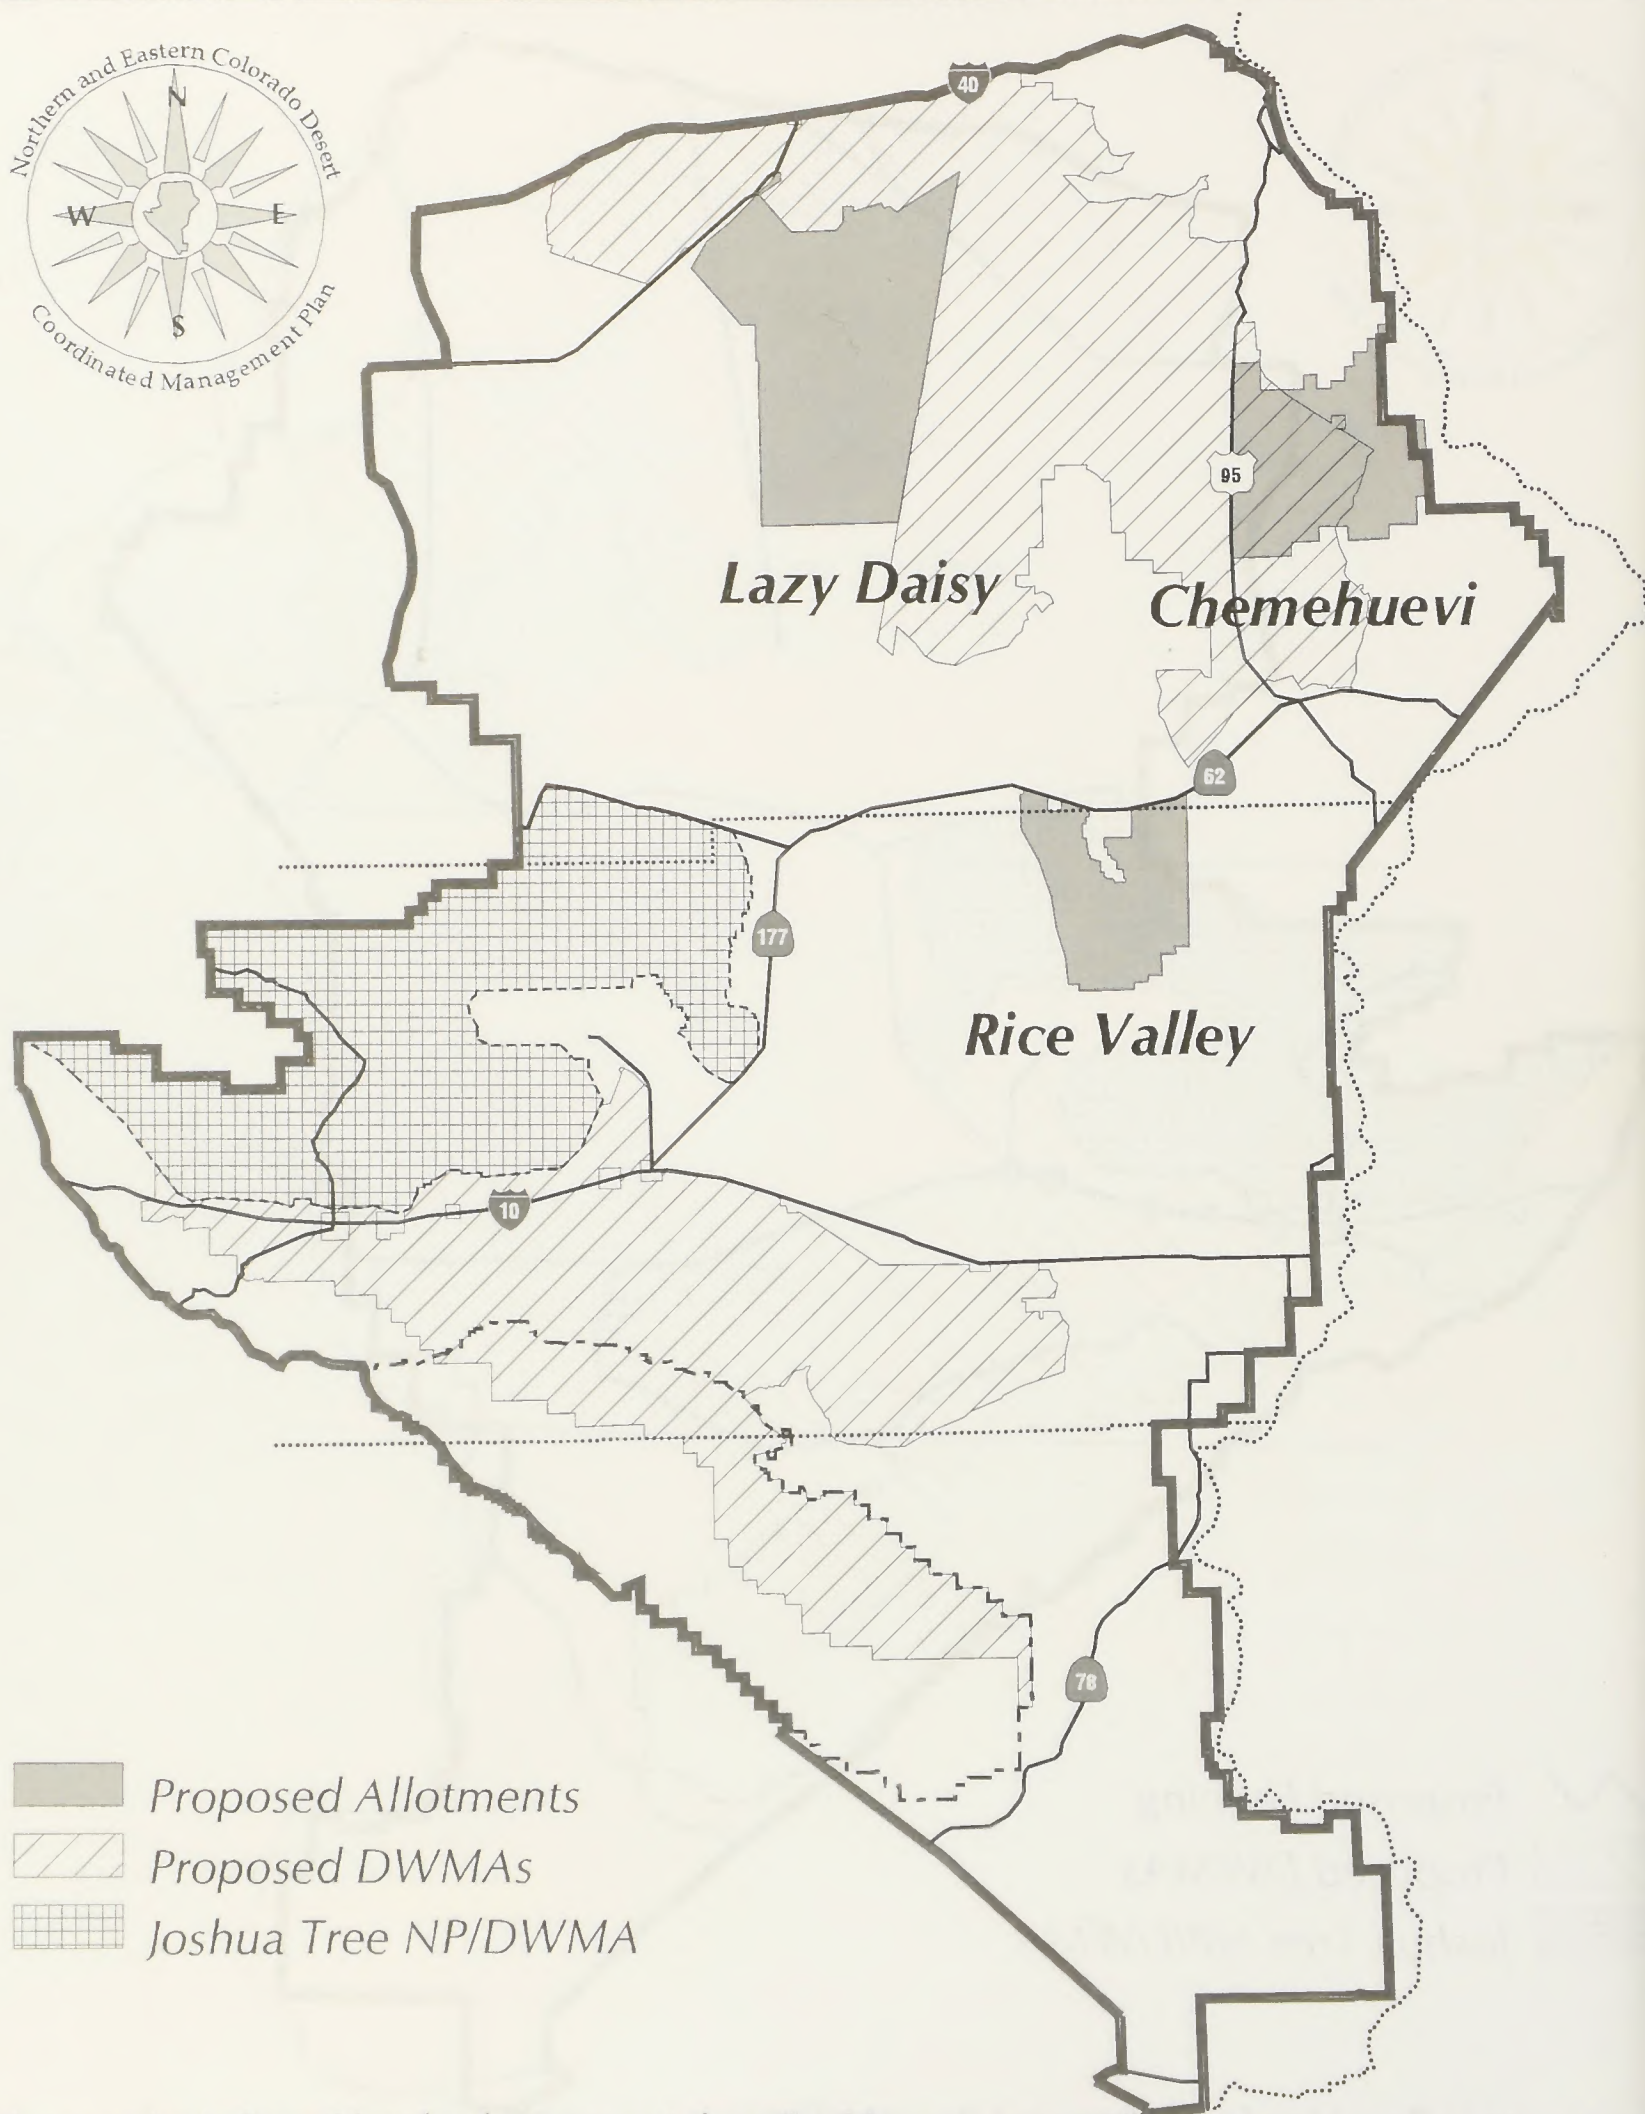 Northern and Eastern Colorado Desert
N
W
E
S
Coordinated Management Plan
40
95
Lazy Daisy
Chemehuevi
62
177
Rice Valley
10
78
Proposed Allotments
Proposed DWMAs
Joshua Tree NP/DWMA